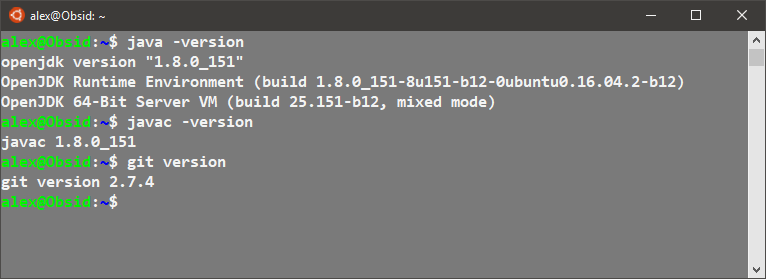 alex@Obsid: ~
alex@Obsid:~$ java -version
openjdk version "1.8.0_151"
OpenJDK Runtime Environment (build 1.8.0_151-8u151-b12-0ubuntu0.16.04.2-b12)
OpenJDK 64-Bit Server VM (build 25.151-b12, mixed mode)
alex@Obsid:~$ javac -version
javac 1.8.0_151
alex@Obsid:~$ git version
git version 2.7.4
alex@Obsid:~$